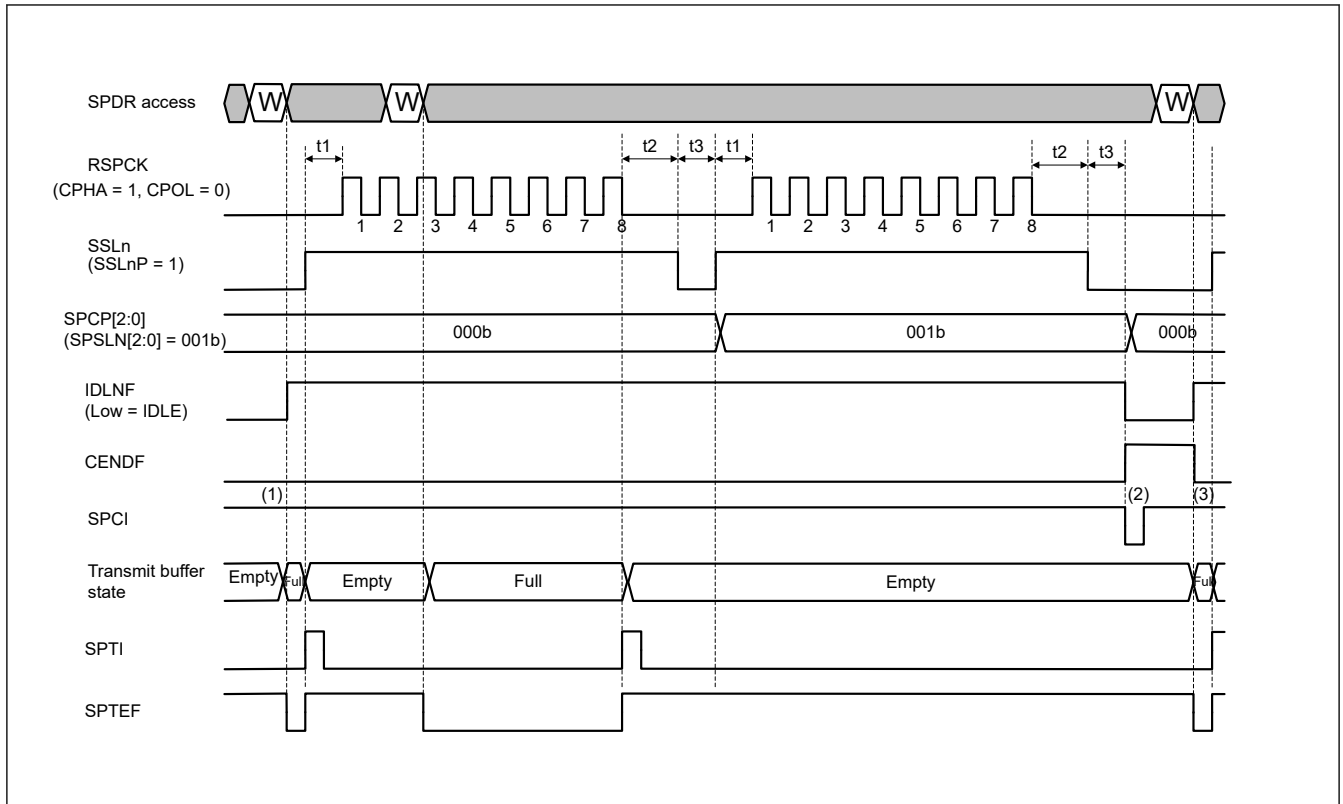 SPDR access
W
W
W
t1
t2
t3
t1
t2
t3
RSPCK
(CPHA = 1, CPOL = 0)
1 2 3 4 5 6 7 8
1 2 3 4 5 6 7 8
SSLn
(SSLnP = 1)
SPCP[2:0]
(SPSLN[2:0] = 001b)
000b
001b
000b
IDLNF
(Low = IDLE)
CENDF
(1)
(2)
(3)
SPCI
Transmit buffer
state
Empty
Full
Empty
Full
Empty
Full
SPTI
SPTEF